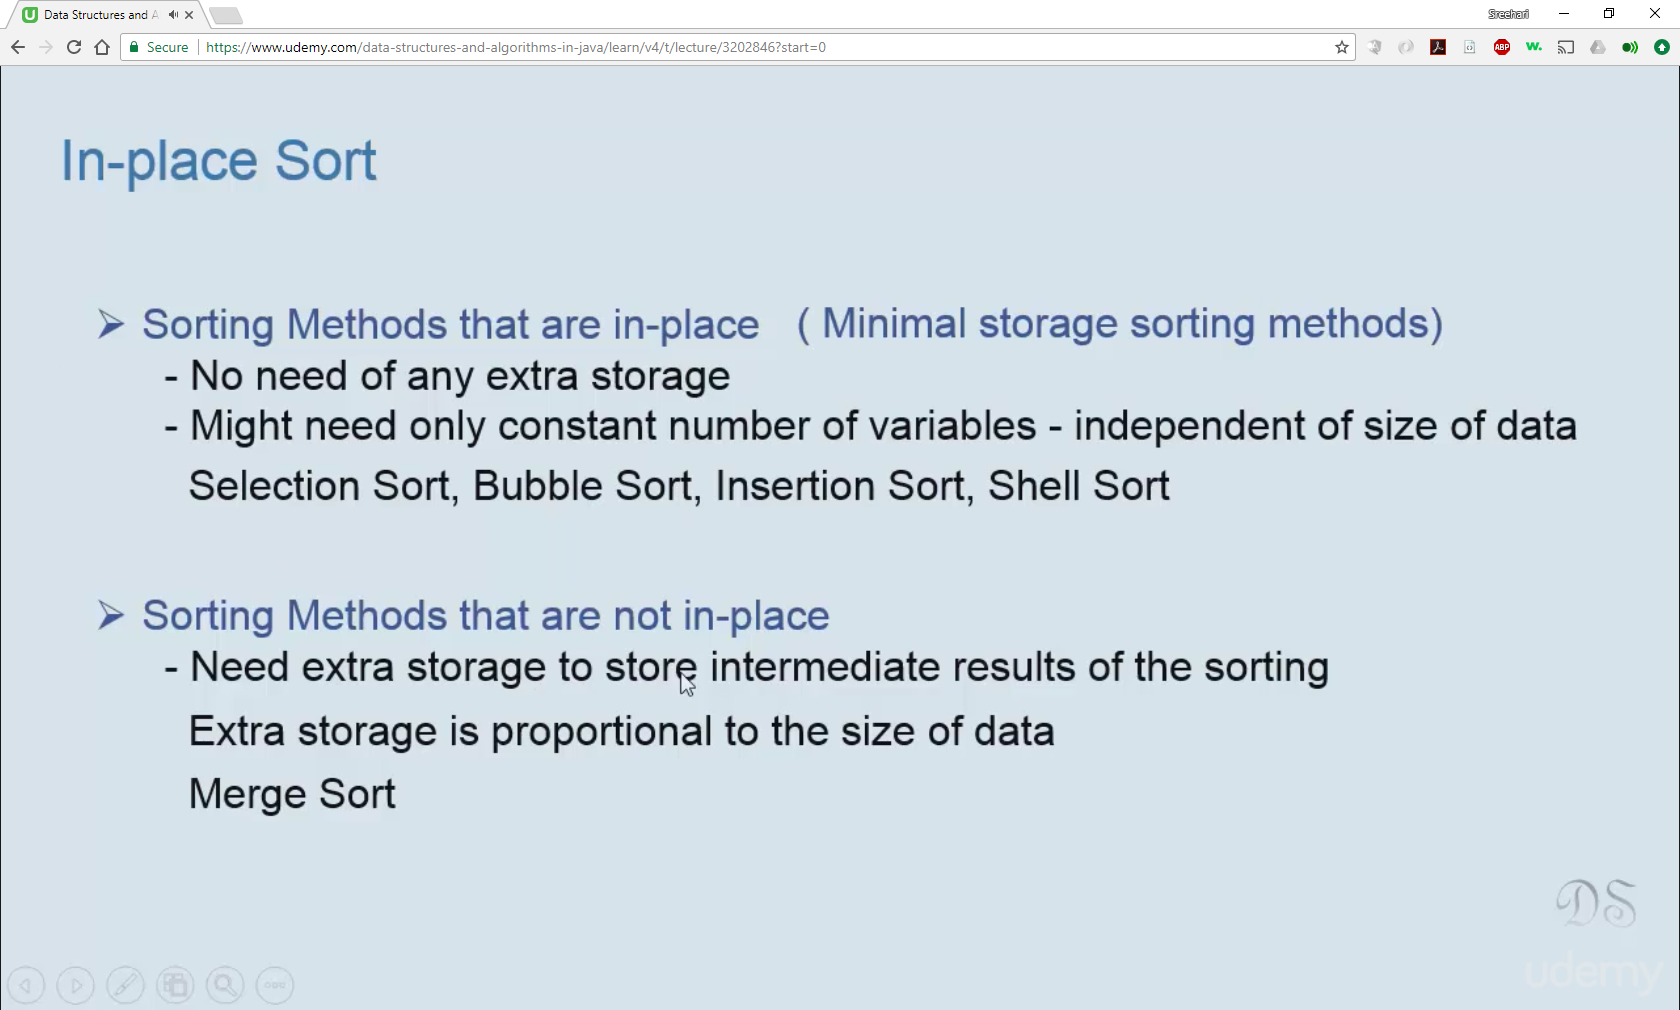 Data Structures and A
Sreehari
Secure
https://www.udemy.com/data-structures-and-algorithms-in-java/learn/v4/t/lecture/3202846?start=0
ABP
w.
In-place Sort
➢ Sorting Methods that are in-place ( Minimal storage sorting methods)
- No need of any extra storage
- Might need only constant number of variables - independent of size of data
Selection Sort, Bubble Sort, Insertion Sort, Shell Sort
➢ Sorting Methods that are not in-place
- Need extra storage to store intermediate results of the sorting
Extra storage is proportional to the size of data
Merge Sort
DS
udemy